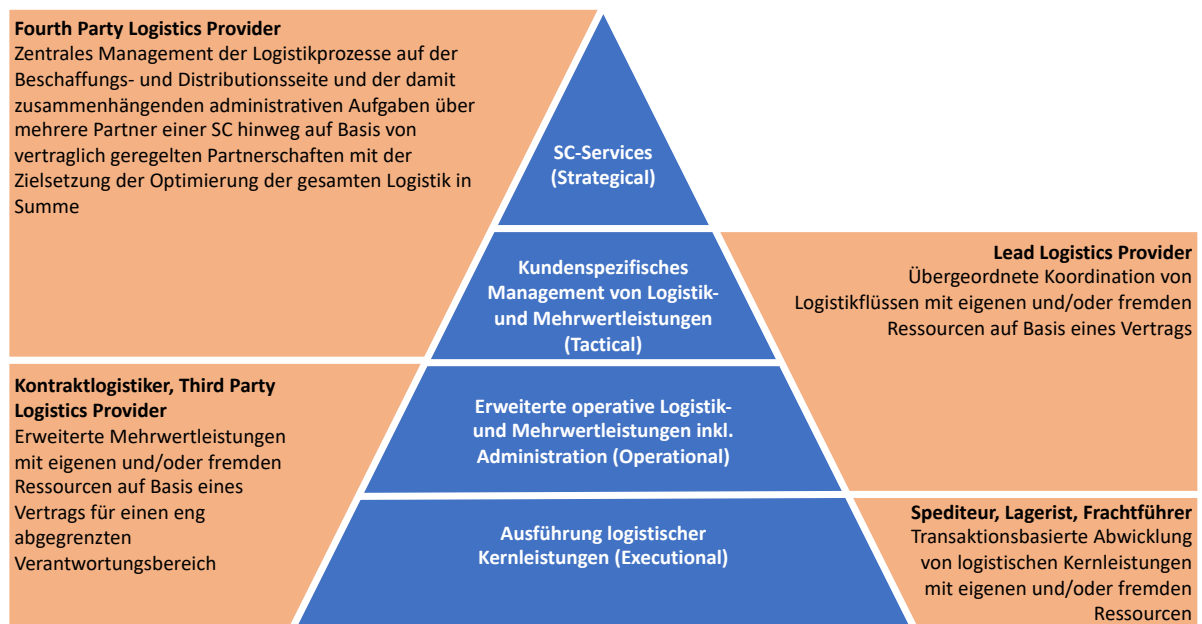 Fourth Party Logistics Provider
Zentrales Management der Logistikprozesse auf der
Beschaffungs- und Distributionsseite und der damit
zusammenhängenden administrativen Aufgaben über
mehrere Partner einer SC hinweg auf Basis von
vertraglich geregelten Partnerschaften mit der
Zielsetzung der Optimierung der gesamten Logistik in
Summe
SC-Services
(Strategical)
Kundenspezifisches
Management von Logistik-
und Mehrwertleistungen
(Tactical)
Lead Logistics Provider
Übergeordnete Koordination von
Logistikflüssen mit eigenen und/oder fremden
Ressourcen auf Basis eines Vertrags
Kontraktlogistiker, Third Party
Logistics Provider
Erweiterte Mehrwertleistungen
mit eigenen und/oder fremden
Ressourcen auf Basis eines
Vertrags für einen eng
abgegrenzten
Verantwortungsbereich
Erweiterte operative Logistik-
und Mehrwertleistungen inkl.
Administration (Operational)
Ausführung logistischer
Kernleistungen (Executional)
Spediteur, Lagerist, Frachtführer
Transaktionsbasierte Abwicklung
von logistischen Kernleistungen
mit eigenen und/oder fremden
Ressourcen